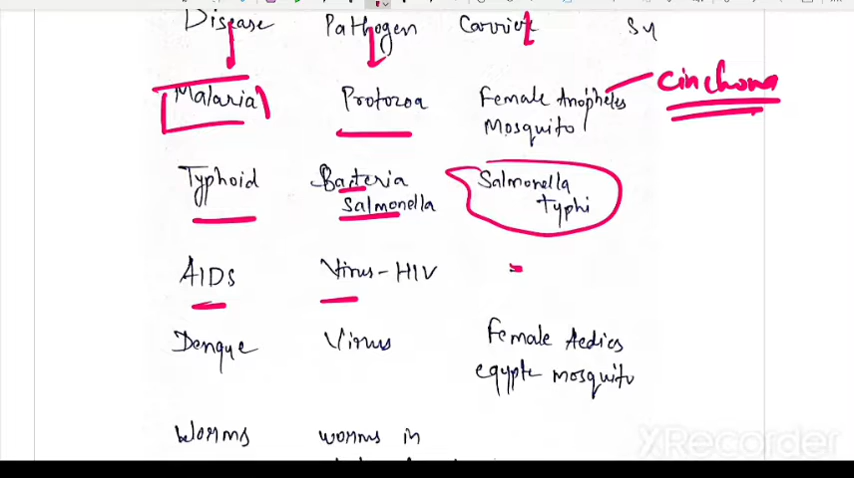 Disease Pathogen Carrier Sy
Malaria Protozoa Female Anopheles Mosquito cinchona
Typhoid Bacteria Salmonella Salmonella Typhi
AIDS Virus-HIV
Dengue Virus Female Aedies egypte mosquito
Worms worms in
XRecorder